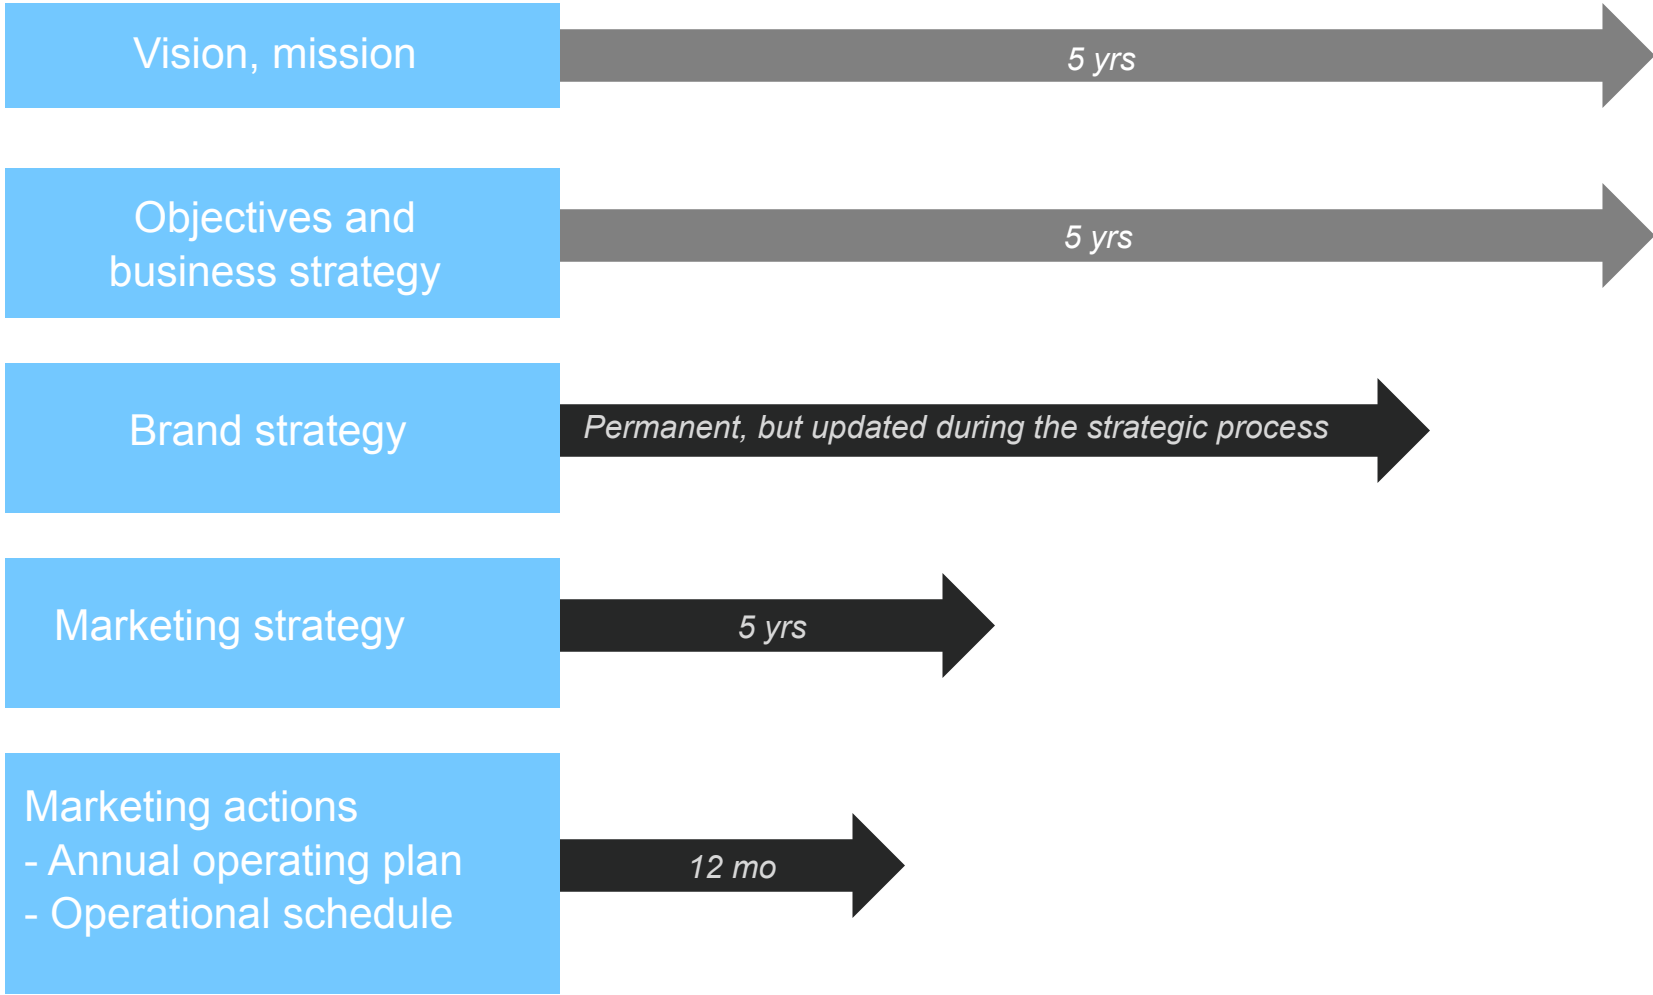 Vision, mission
5 yrs
Objectives and
business strategy
5 yrs
Brand strategy
Permanent, but updated during the strategic process
Marketing strategy
5 yrs
Marketing actions
- Annual operating plan
- Operational schedule
12 mo